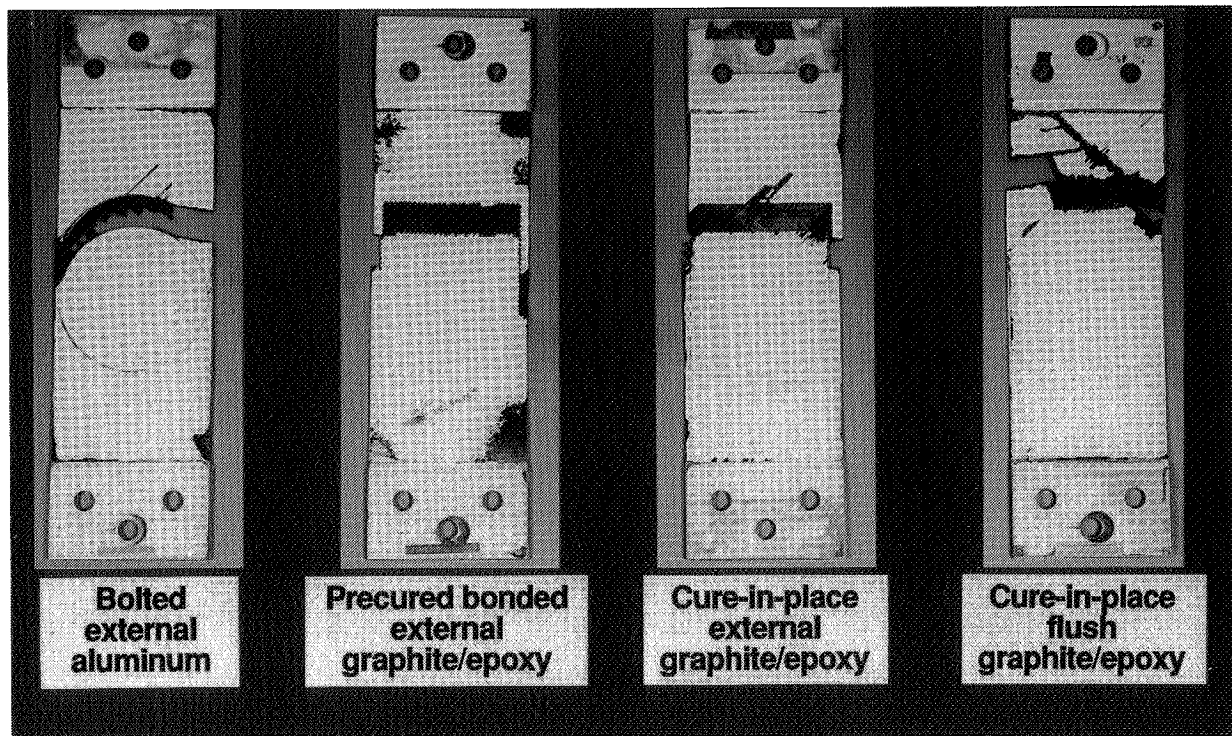 Bolted
external
aluminum
Precured bonded
external
graphite/epoxy
Cure-in-place
external
graphite/epoxy
Cure-in-place
flush
graphite/epoxy